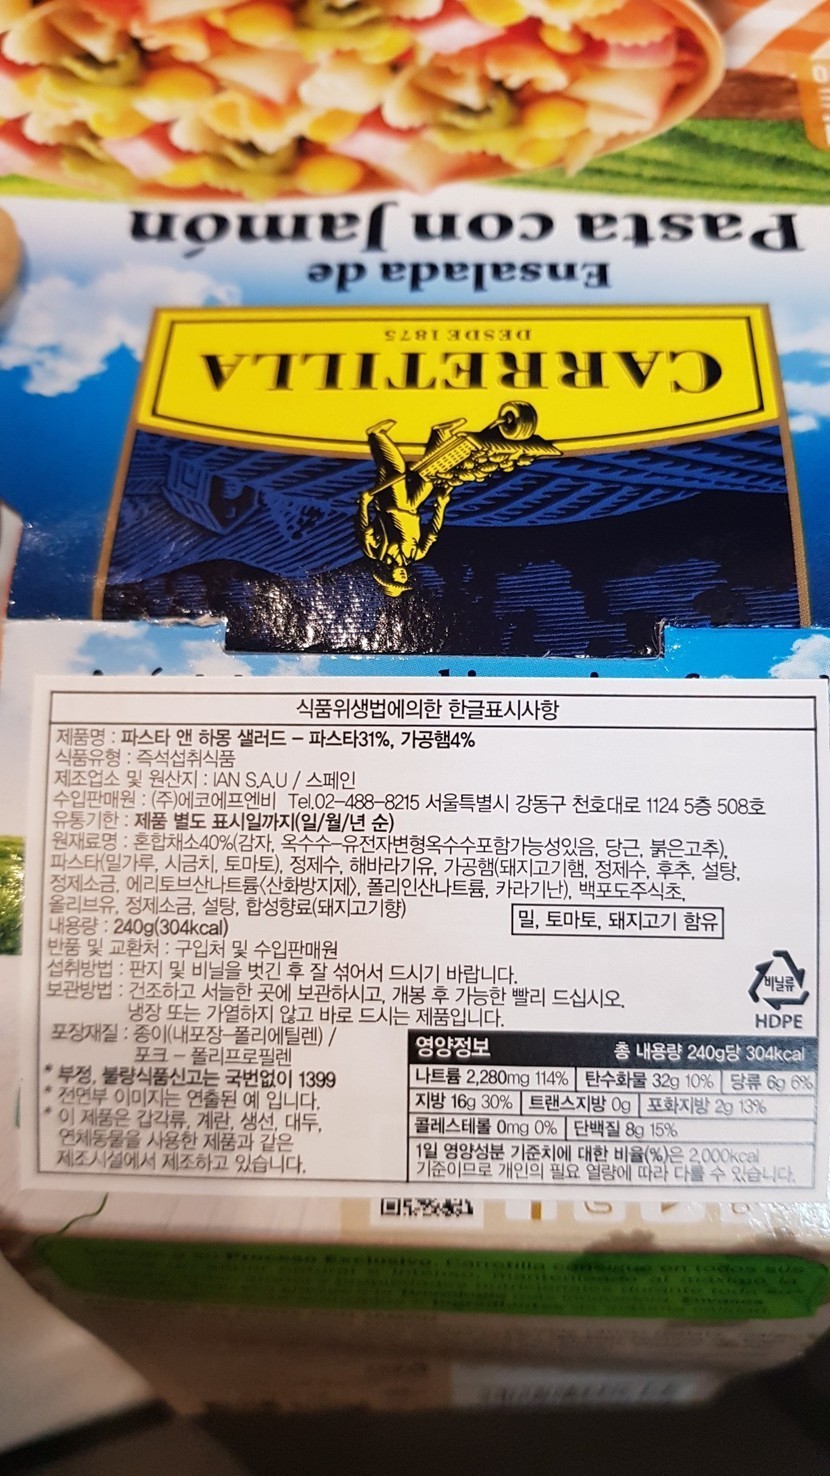 Pasta con Jamón
Ensalada de
DESDE 1875
CARRETILLA
식품위생법에의한 한글표시사항
제품명 : 파스타 앤 하몽 샐러드 – 파스타31%, 가공햄4%
식품유형 : 즉석섭취식품
제조업소 및 원산지 : IAN S.A.U / 스페인
수입판매원 : (주)에코에프엔비 Tel.02–488–8215 서울특별시 강동구 천호대로 1124 5층 508호
유통기한 : 제품 별도 표시일까지(일/월/년 순)
원재료명 : 혼합채소40%(감자, 옥수수–유전자변형옥수수포함가능성있음, 당근, 붉은고추),
파스타(밀가루, 시금치, 토마토), 정제수, 해바라기유, 가공햄(돼지고기햄, 정제수, 후추, 설탕,
정제소금, 에리토브산나트륨<산화방지제>, 폴리인산나트륨, 카라기난), 백포도주식초,
올리브유, 정제소금, 설탕, 합성향료(돼지고기향)
밀, 토마토, 돼지고기 함유
내용량 : 240g(304kcal)
반품 및 교환처 : 구입처 및 수입판매원
섭취방법 : 판지 및 비닐을 벗긴 후 잘 섞어서 드시기 바랍니다.
보관방법 : 건조하고 서늘한 곳에 보관하시고, 개봉 후 가능한 빨리 드십시오.
냉장 또는 가열하지 않고 바로 드시는 제품입니다.
포장재질 : 종이(내포장–폴리에틸렌) /
포크 – 폴리프로필렌
* 부정, 불량식품신고는 국번없이 1399
* 전면부 이미지는 연출된 예 입니다.
* 이 제품은 갑각류, 계란, 생선, 대두,
연체동물을 사용한 제품과 같은
제조시설에서 제조하고 있습니다.
비닐류
HDPE
영양정보 총 내용량 240g당 304kcal
나트륨 2,280mg 114% 탄수화물 32g 10% 당류 6g 6%
지방 16g 30% 트랜스지방 0g 포화지방 2g 13%
콜레스테롤 0mg 0% 단백질 8g 15%
1일 영양성분 기준치에 대한 비율(%)은 2,000kcal
기준이므로 개인의 필요 열량에 따라 다를 수 있습니다.